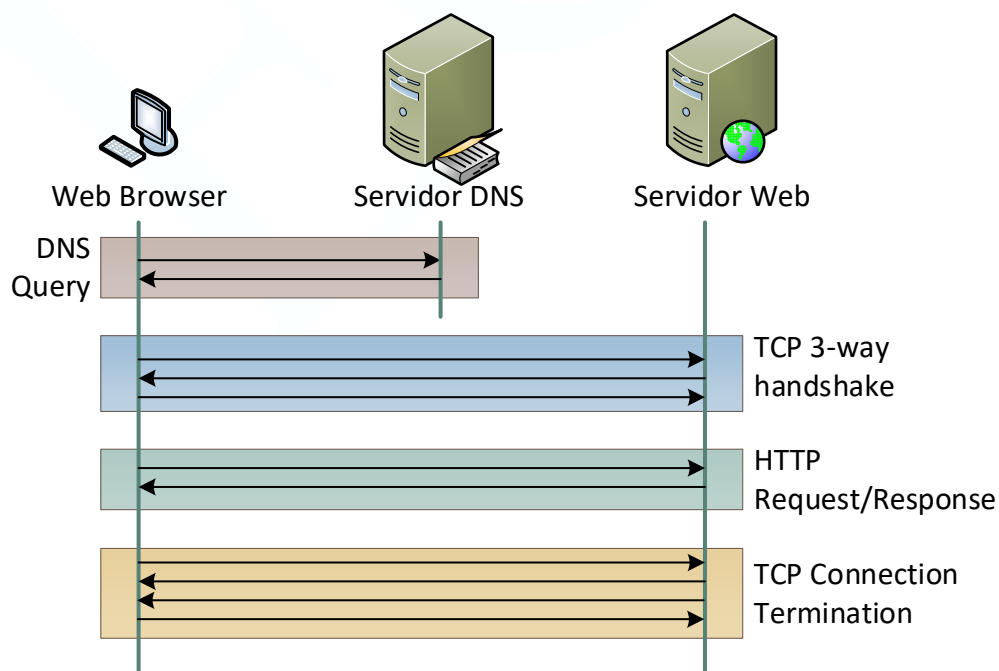 Web Browser
Servidor DNS
Servidor Web
DNS
Query
TCP 3-way
handshake
HTTP
Request/Response
TCP Connection
Termination